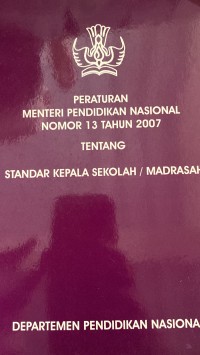 PERATURAN
MENTERI PENDIDIKAN NASIONAL
NOMOR 13 TAHUN 2007
TENTANG
STANDAR KEPALA SEKOLAH / MADRASAH
DEPARTEMEN PENDIDIKAN NASIONA